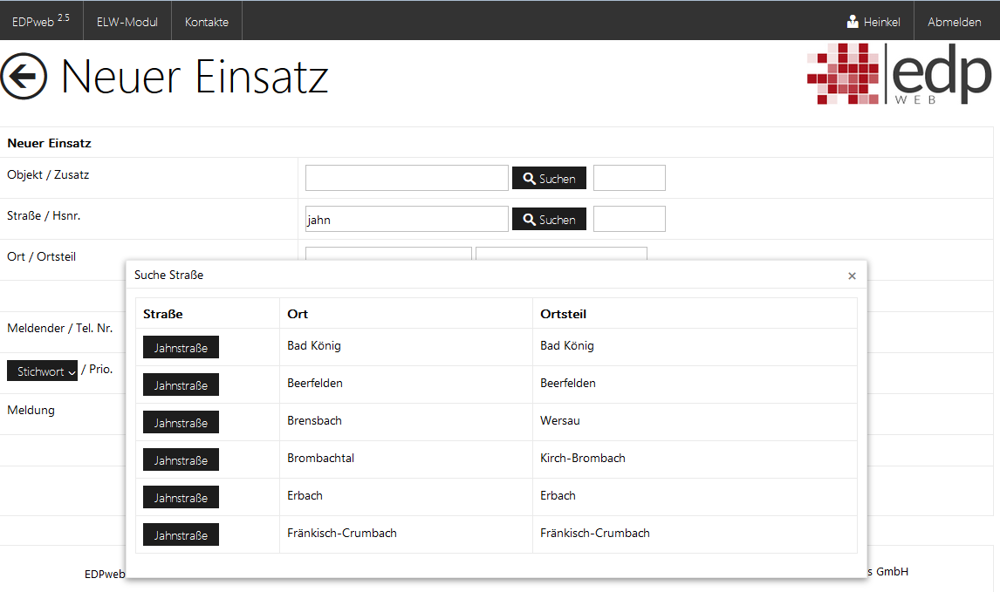 EDPweb 2.5 ELW-Modul Kontakte Heinkel Abmelden
Neuer Einsatz
edp
WEB
Neuer Einsatz
Objekt / Zusatz Suchen
Straße / Hsnr. jahn Suchen
Ort / Ortsteil
Suche Straße ×
Straße Ort Ortsteil
Meldender / Tel. Nr.
Jahnstraße Bad König Bad König
Stichwort / Prio.
Jahnstraße Beerfelden Beerfelden
Meldung
Jahnstraße Brensbach Wersau
Jahnstraße Brombachtal Kirch-Brombach
Jahnstraße Erbach Erbach
Jahnstraße Fränkisch-Crumbach Fränkisch-Crumbach
EDPweb s GmbH